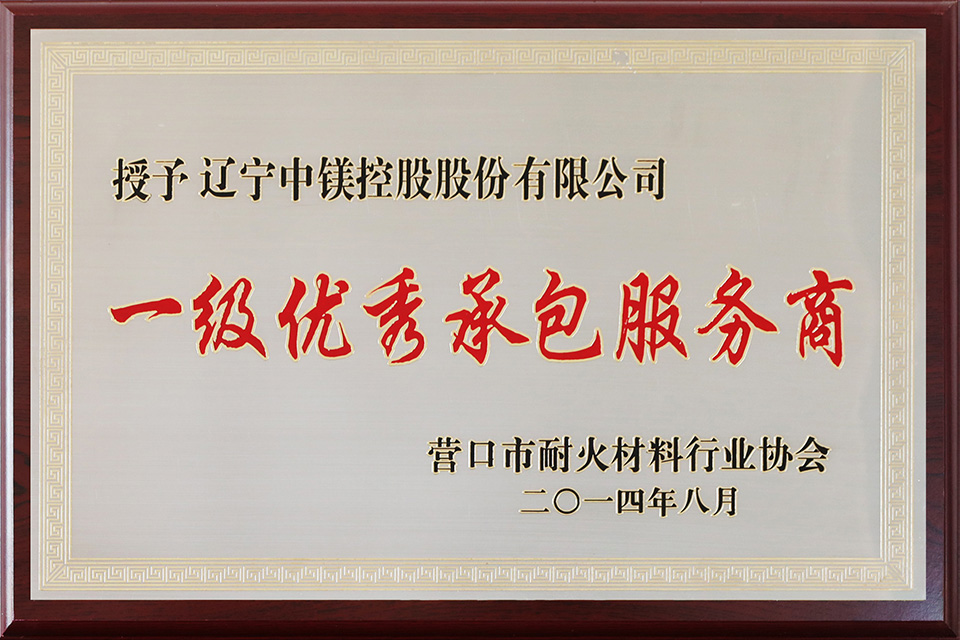 授予 辽宁中镁控股股份有限公司
一级优秀承包服务商
营口市耐火材料行业协会
二〇一四年八月